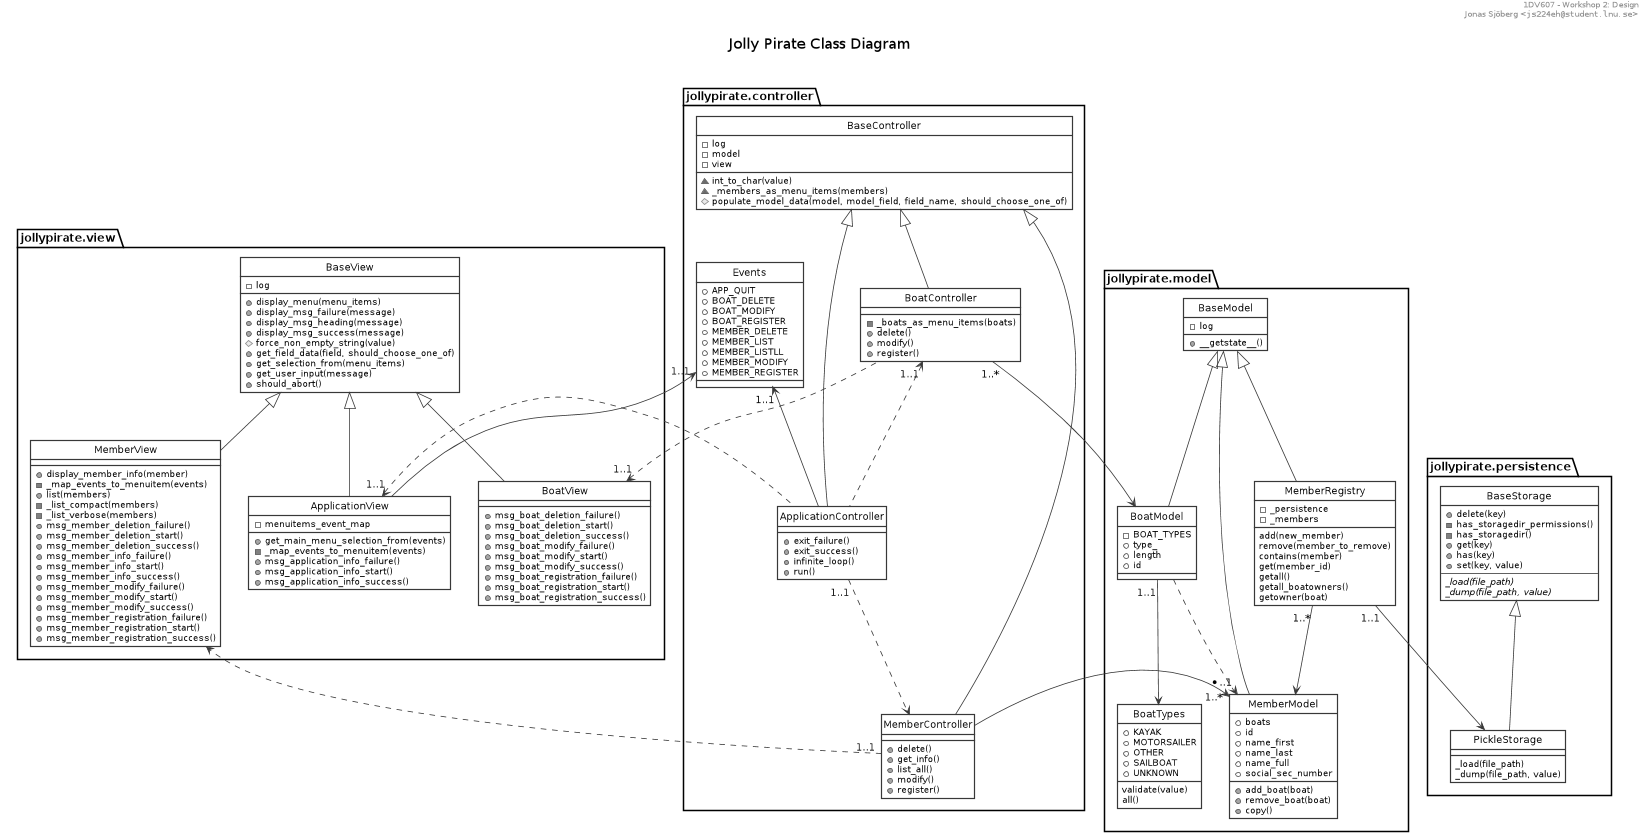 1DV607 - Workshop 2: Design
Jonas Sjöberg <js224eh@student.lnu.se>
Jolly Pirate Class Diagram
jollypirate.view
BaseView
log
display_menu(menu_items)
display_msg_failure(message)
display_msg_heading(message)
display_msg_success(message)
force_non_empty_string(value)
get_field_data(field, should_choose_one_of)
get_selection_from(menu_items)
get_user_input(message)
should_abort()
MemberView
display_member_info(member)
_map_events_to_menuitem(events)
list(members)
_list_compact(members)
_list_verbose(members)
msg_member_deletion_failure()
msg_member_deletion_start()
msg_member_deletion_success()
msg_member_info_failure()
msg_member_info_start()
msg_member_info_success()
msg_member_modify_failure()
msg_member_modify_start()
msg_member_modify_success()
msg_member_registration_failure()
msg_member_registration_start()
msg_member_registration_success()
1..1
ApplicationView
menuitems_event_map
get_main_menu_selection_from(events)
_map_events_to_menuitem(events)
msg_application_info_failure()
msg_application_info_start()
msg_application_info_success()
1..1
BoatView
msg_boat_deletion_failure()
msg_boat_deletion_start()
msg_boat_deletion_success()
msg_boat_modify_failure()
msg_boat_modify_start()
msg_boat_modify_success()
msg_boat_registration_failure()
msg_boat_registration_start()
msg_boat_registration_success()
jollypirate.controller
BaseController
log
model
view
int_to_char(value)
_members_as_menu_items(members)
populate_model_data(model, model_field, field_name, should_choose_one_of)
Events
APP_QUIT
BOAT_DELETE
BOAT_MODIFY
BOAT_REGISTER
MEMBER_DELETE
MEMBER_LIST
MEMBER_LISTLL
MEMBER_MODIFY
MEMBER_REGISTER
1..1
1..1
BoatController
_boats_as_menu_items(boats)
delete()
modify()
register()
1..1
1..*
ApplicationController
exit_failure()
exit_success()
infinite_loop()
run()
1..1
MemberController
delete()
get_info()
list_all()
modify()
register()
1..1
jollypirate.model
BaseModel
log
__getstate__()
BoatModel
BOAT_TYPES
type_
length
id
1..1
MemberRegistry
_persistence
_members
add(new_member)
remove(member_to_remove)
contains(member)
get(member_id)
getall()
getall_boatowners()
getowner(boat)
1..*
1..1
BoatTypes
KAYAK
MOTORSAILER
OTHER
SAILBOAT
UNKNOWN
validate(value)
all()
..1
1..*
MemberModel
boats
id
name_first
name_last
name_full
social_sec_number
add_boat(boat)
remove_boat(boat)
copy()
jollypirate.persistence
BaseStorage
delete(key)
has_storagedir_permissions()
has_storagedir()
get(key)
has(key)
set(key, value)
_load(file_path)
_dump(file_path, value)
PickleStorage
_load(file_path)
_dump(file_path, value)